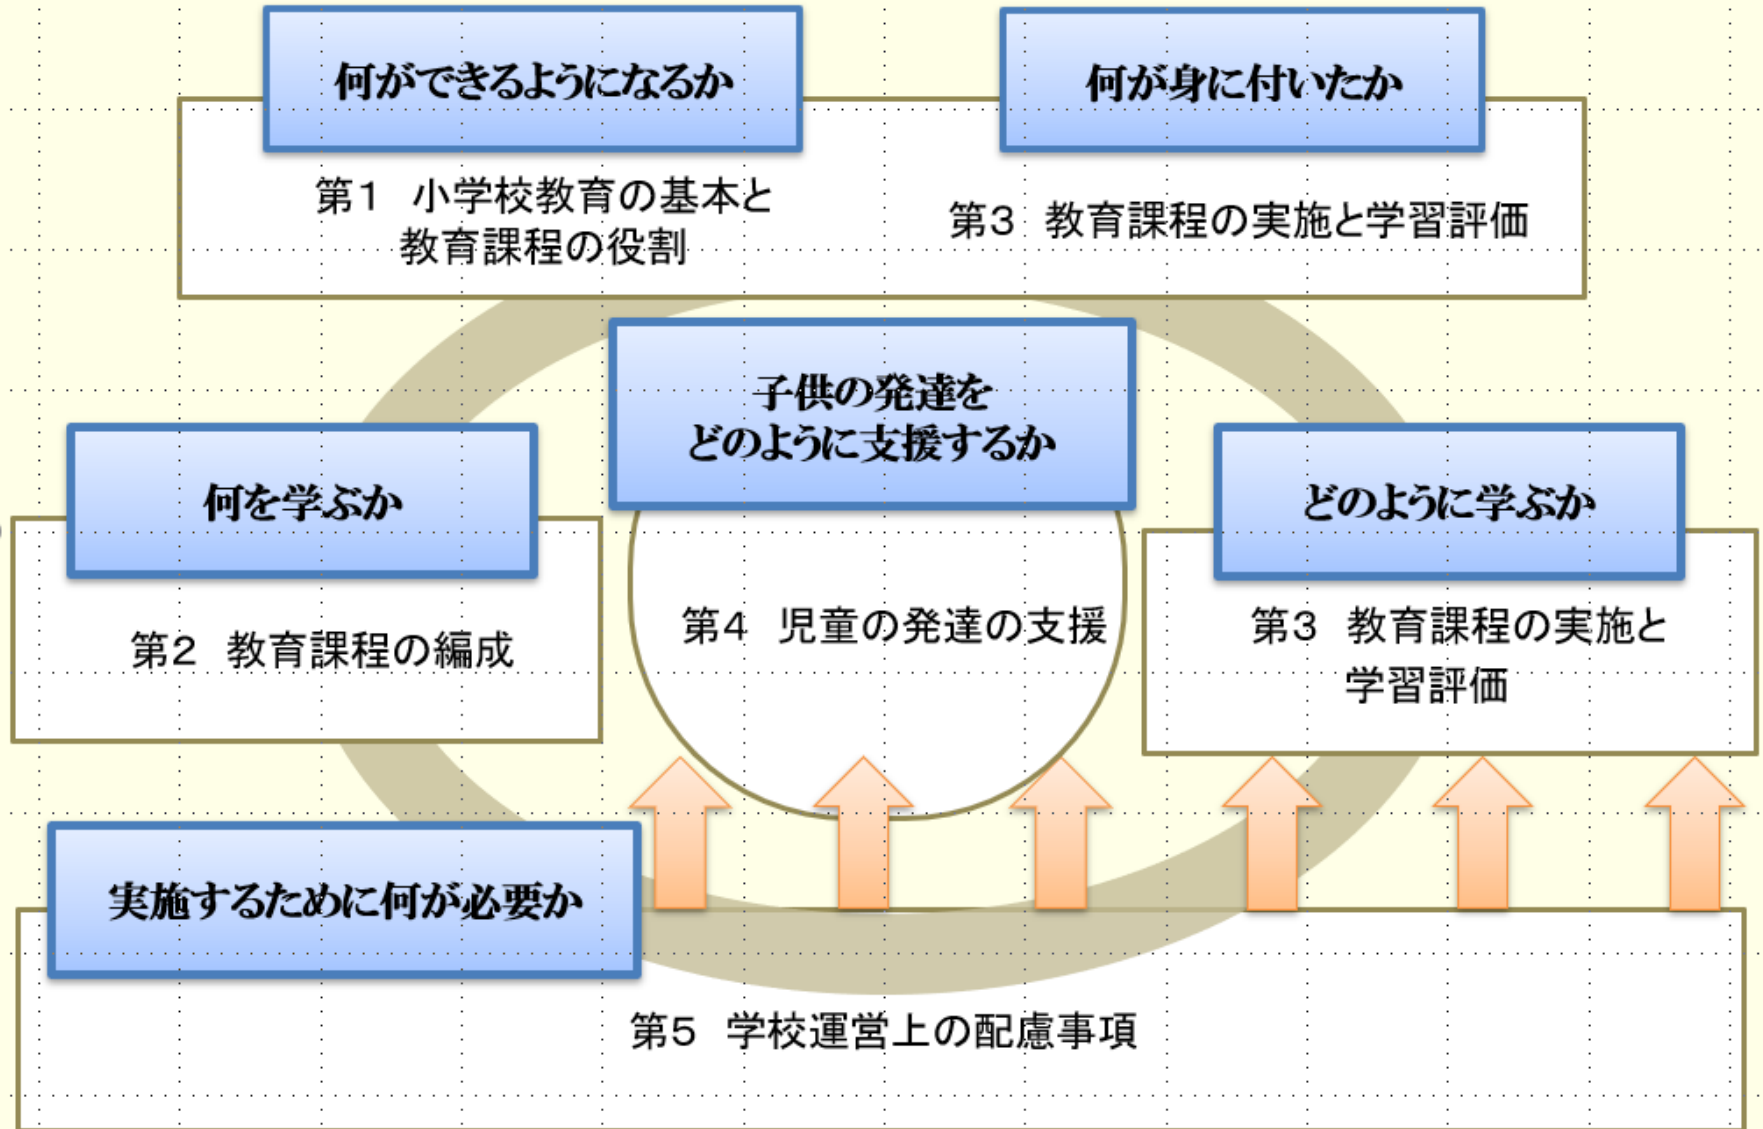 何ができるようになるか
何が身に付いたか
第1　小学校教育の基本と
教育課程の役割
第3　教育課程の実施と学習評価
子供の発達を
どのように支援するか
何を学ぶか
どのように学ぶか
第2　教育課程の編成
第4　児童の発達の支援
第3　教育課程の実施と
学習評価
実施するために何が必要か
第5　学校運営上の配慮事項